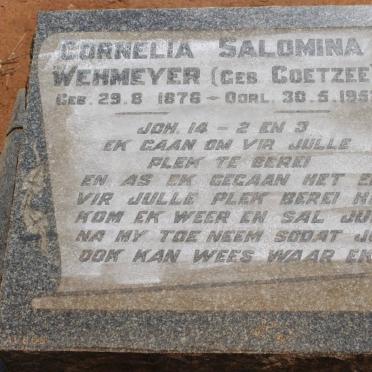 CORNELIA SALOMINA
WEHMEYER (GEB. COETZEE)
GEB. 29.8 1876 – OORL. 30.5.195
JOH. 14 – 2 EN 3
EK GAAN OM VIR JULLE
PLEK TE BEREI
EN AS EK GEGAAN HET E
VIR JULLE PLEK BEREI H
KOM EK WEER EN SAL JU
NA MY TOE NEEM SODAT J
OOK KAN WEES WAAR EK